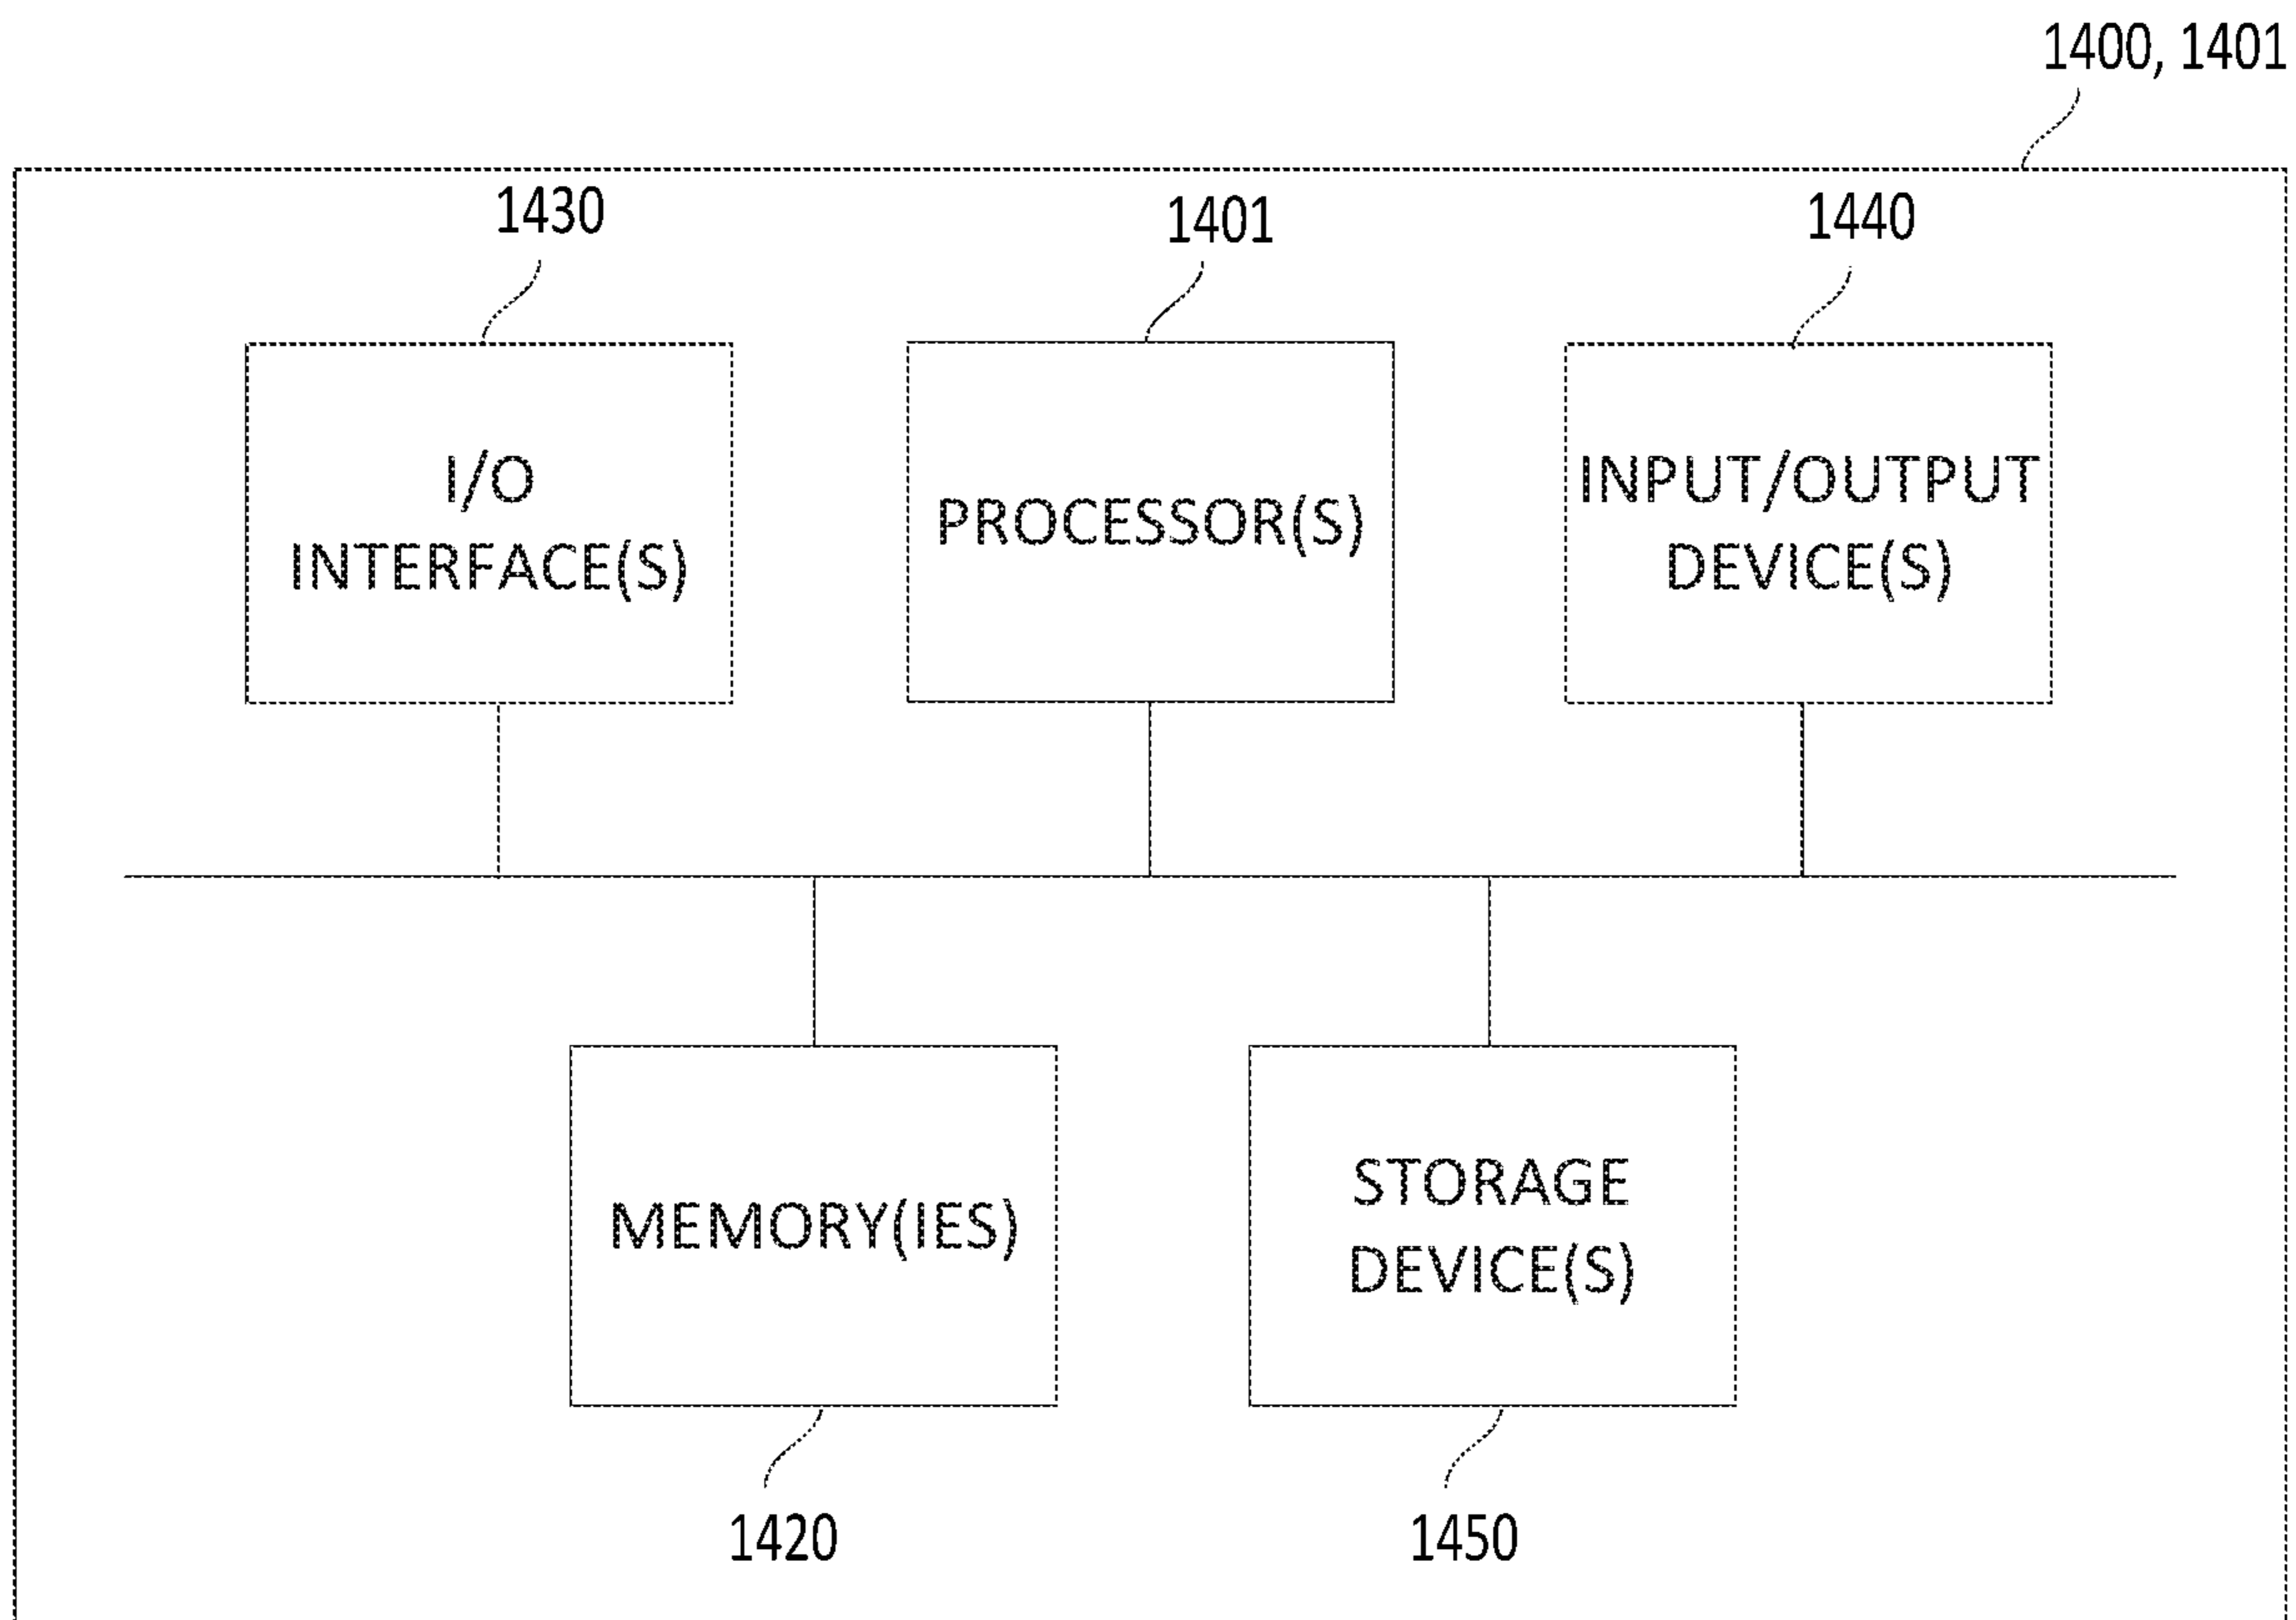 1400, 1401
1430
1401
1440
I/O
INTERFACE(S)
PROCESSOR(S)
INPUT/OUTPUT
DEVICE(S)
MEMORY(IES)
STORAGE
DEVICE(S)
1420
1450